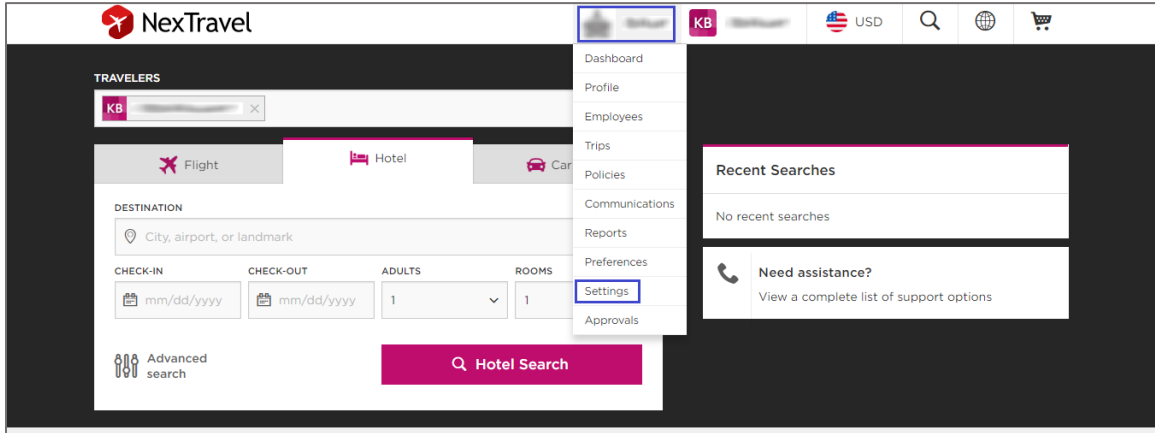 NexTravel
KB
USD
Dashboard
Profile
Employees
Trips
Policies
Communications
Reports
Preferences
Settings
Approvals
TRAVELERS
KB ×
Flight
Hotel
Car
DESTINATION
City, airport, or landmark
CHECK-IN CHECK-OUT ADULTS ROOMS
mm/dd/yyyy mm/dd/yyyy 1 1
Advanced
search
Hotel Search
Recent Searches
No recent searches
Need assistance?
View a complete list of support options